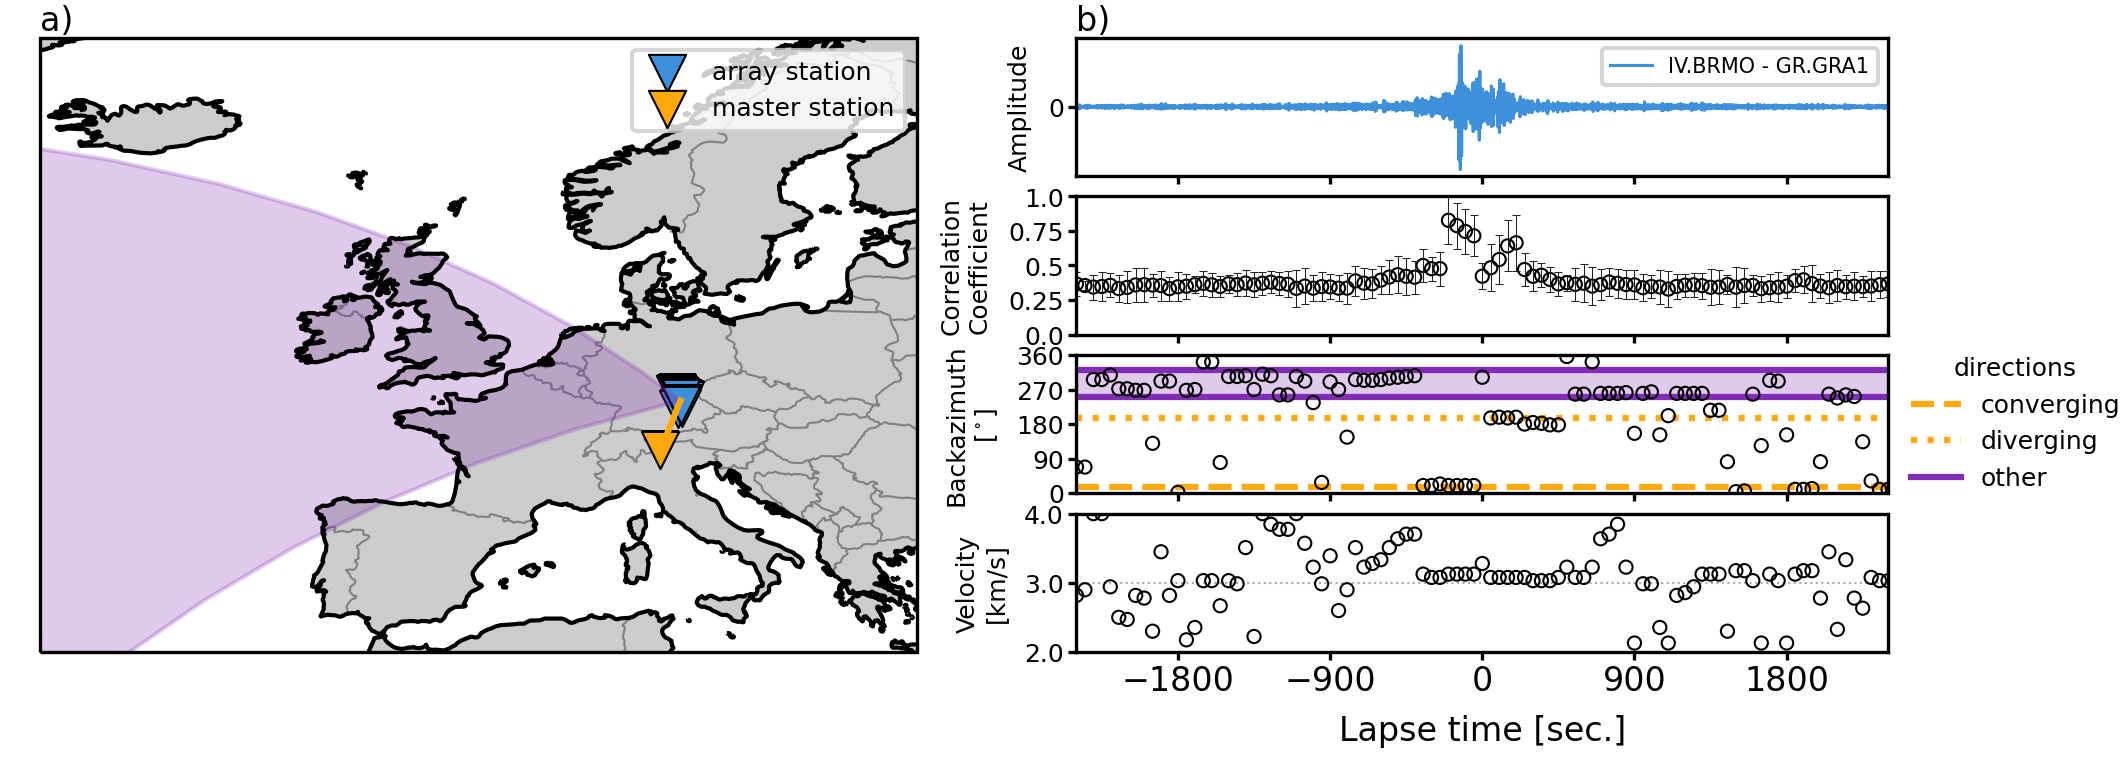 a)
array station
master station
b)
Amplitude
0
IV.BRMO - GR.GRA1
Correlation
Coefficient
1.0
0.75
0.5
0.25
0.0
Backazimuth
[°]
360
270
180
90
0
directions
converging
diverging
other
Velocity
[km/s]
4.0
3.0
2.0
−1800
−900
0
900
1800
Lapse time [sec.]